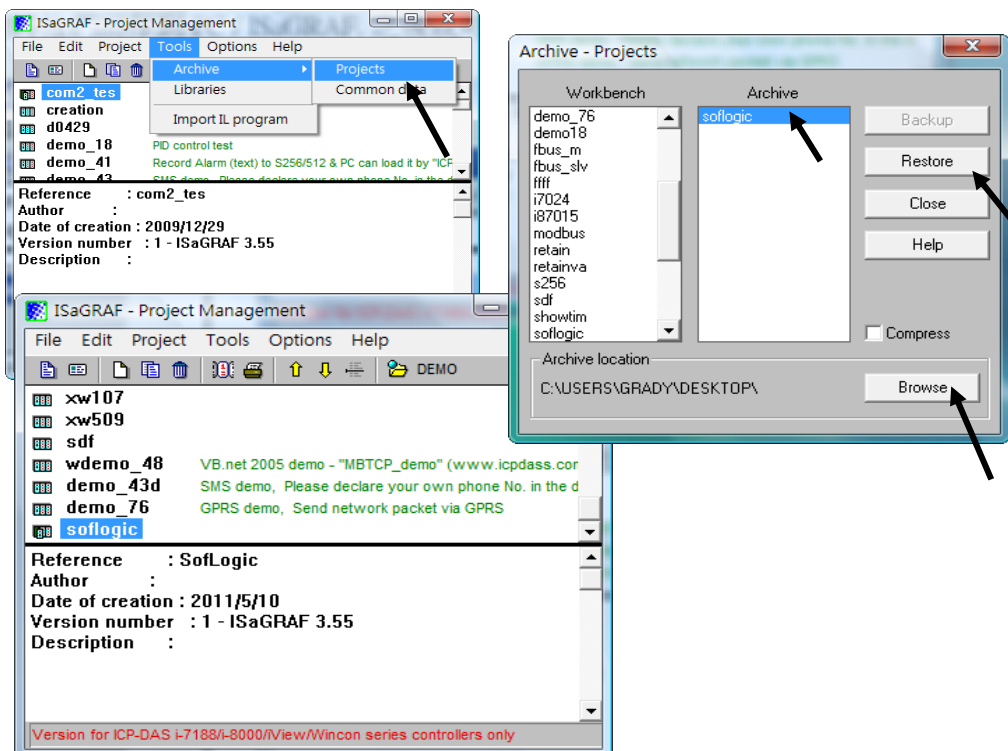 ISaGRAF - Project Management
File Edit Project Tools Options Help
Archive
Libraries
Import IL program
Projects
Common data
com2_tes
creation
d0429
demo_18 PID control test
demo_41 Record Alarm (text) to S256/512 & PC can load it by "ICP
Reference : com2_tes
Author :
Date of creation : 2009/12/29
Version number : 1 - ISaGRAF 3.55
Description :
Archive - Projects
Workbench
demo_76
demo18
fbus_m
fbus_slv
ffff
i7024
i87015
modbus
retain
retainva
s256
sdf
showtim
soflogic
Archive
soflogic
Backup
Restore
Close
Help
Compress
Archive location
C:\USERS\GRADY\DESKTOP\
Browse
ISaGRAF - Project Management
File Edit Project Tools Options Help
DEMO
xw107
xw509
sdf
wdemo_48 VB.net 2005 demo - "MBTCP_demo" (www.icpdass.com
demo_43d SMS demo, Please declare your own phone No. in the d
demo_76 GPRS demo, Send network packet via GPRS
soflogic
Reference : SofLogic
Author :
Date of creation : 2011/5/10
Version number : 1 - ISaGRAF 3.55
Description :
Version for ICP-DAS i-7188/i-8000/iView/Wincon series controllers only